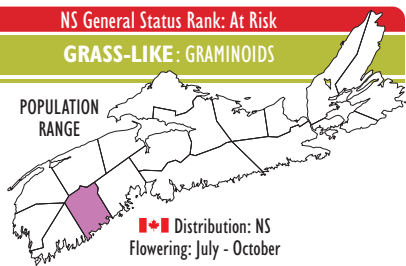 NS General Status Rank: At Risk
GRASS-LIKE: GRAMINOIDS
POPULATION
RANGE
Distribution: NS
Flowering: July - October